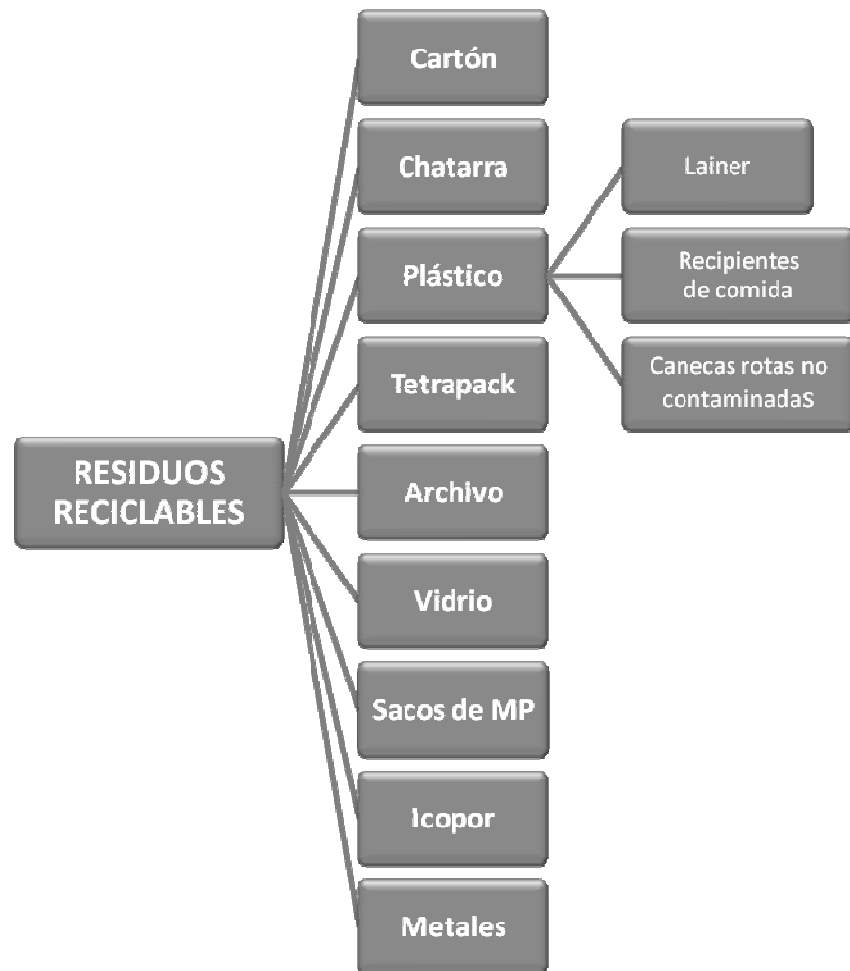 Cartón
Chatarra
Lainer
Plástico
Recipientes
de comida
Tetrapack
Canecas rotas no
contaminadaS
RESIDUOS
RECICLABLES
Archivo
Vidrio
Sacos de MP
Icopor
Metales